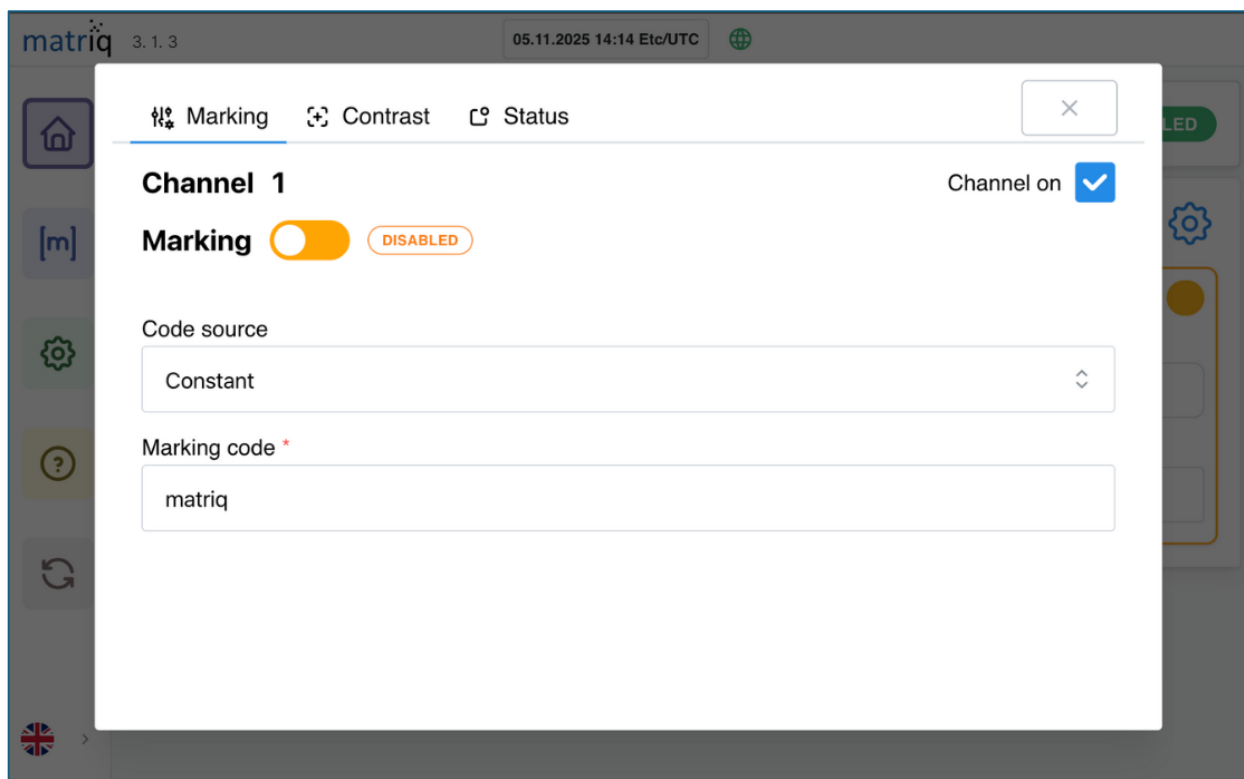 matriq 3.1.3
05.11.2025 14:14 Etc/UTC
Marking Contrast Status
LED
Channel 1
Channel on
Marking DISABLED
[m]
Code source
Constant
Marking code *
matriq
?